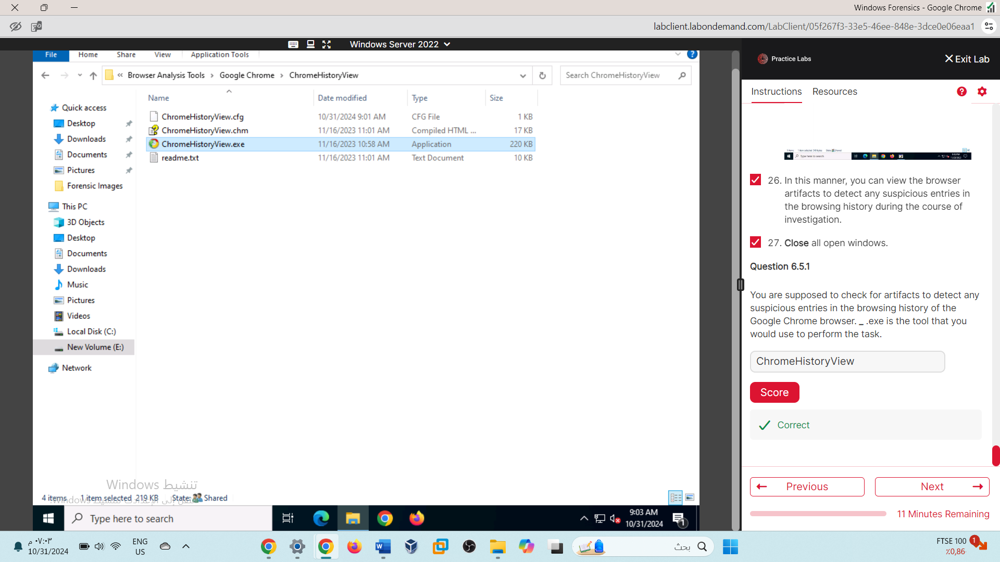 Windows Forensics - Google Chrome
labclient.labondemand.com/LabClient/05f267f3-33e5-46ee-848e-3dce0e06eaa1
Windows Server 2022
File Home Share View Application Tools
« Browser Analysis Tools › Google Chrome › ChromeHistoryView
Search ChromeHistoryView
Name Date modified Type Size
ChromeHistoryView.cfg 10/31/2024 9:01 AM CFG File 1 KB
ChromeHistoryView.chm 11/16/2023 11:01 AM Compiled HTML ... 17 KB
ChromeHistoryView.exe 11/16/2023 10:58 AM Application 220 KB
readme.txt 11/16/2023 11:01 AM Text Document 10 KB
Quick access
Desktop
Downloads
Documents
Pictures
Forensic Images
This PC
3D Objects
Desktop
Documents
Downloads
Music
Pictures
Videos
Local Disk (C:)
New Volume (E:)
Network
تنشيط Windows
4 items 1 item selected 219 KB State: Shared
Type here to search
9:03 AM
10/31/2024
1
Practice Labs
Exit Lab
Instructions Resources
Type here to search
26. In this manner, you can view the browser
artifacts to detect any suspicious entries in
the browsing history during the course of
investigation.
27. Close all open windows.
Question 6.5.1
You are supposed to check for artifacts to detect any
suspicious entries in the browsing history of the
Google Chrome browser. _ .exe is the tool that you
would use to perform the task.
ChromeHistoryView
Score
Correct
Previous Next
11 Minutes Remaining
٠٧:٠٣ م
10/31/2024
ENG
US
بحث
FTSE 100
1
٪0,86-